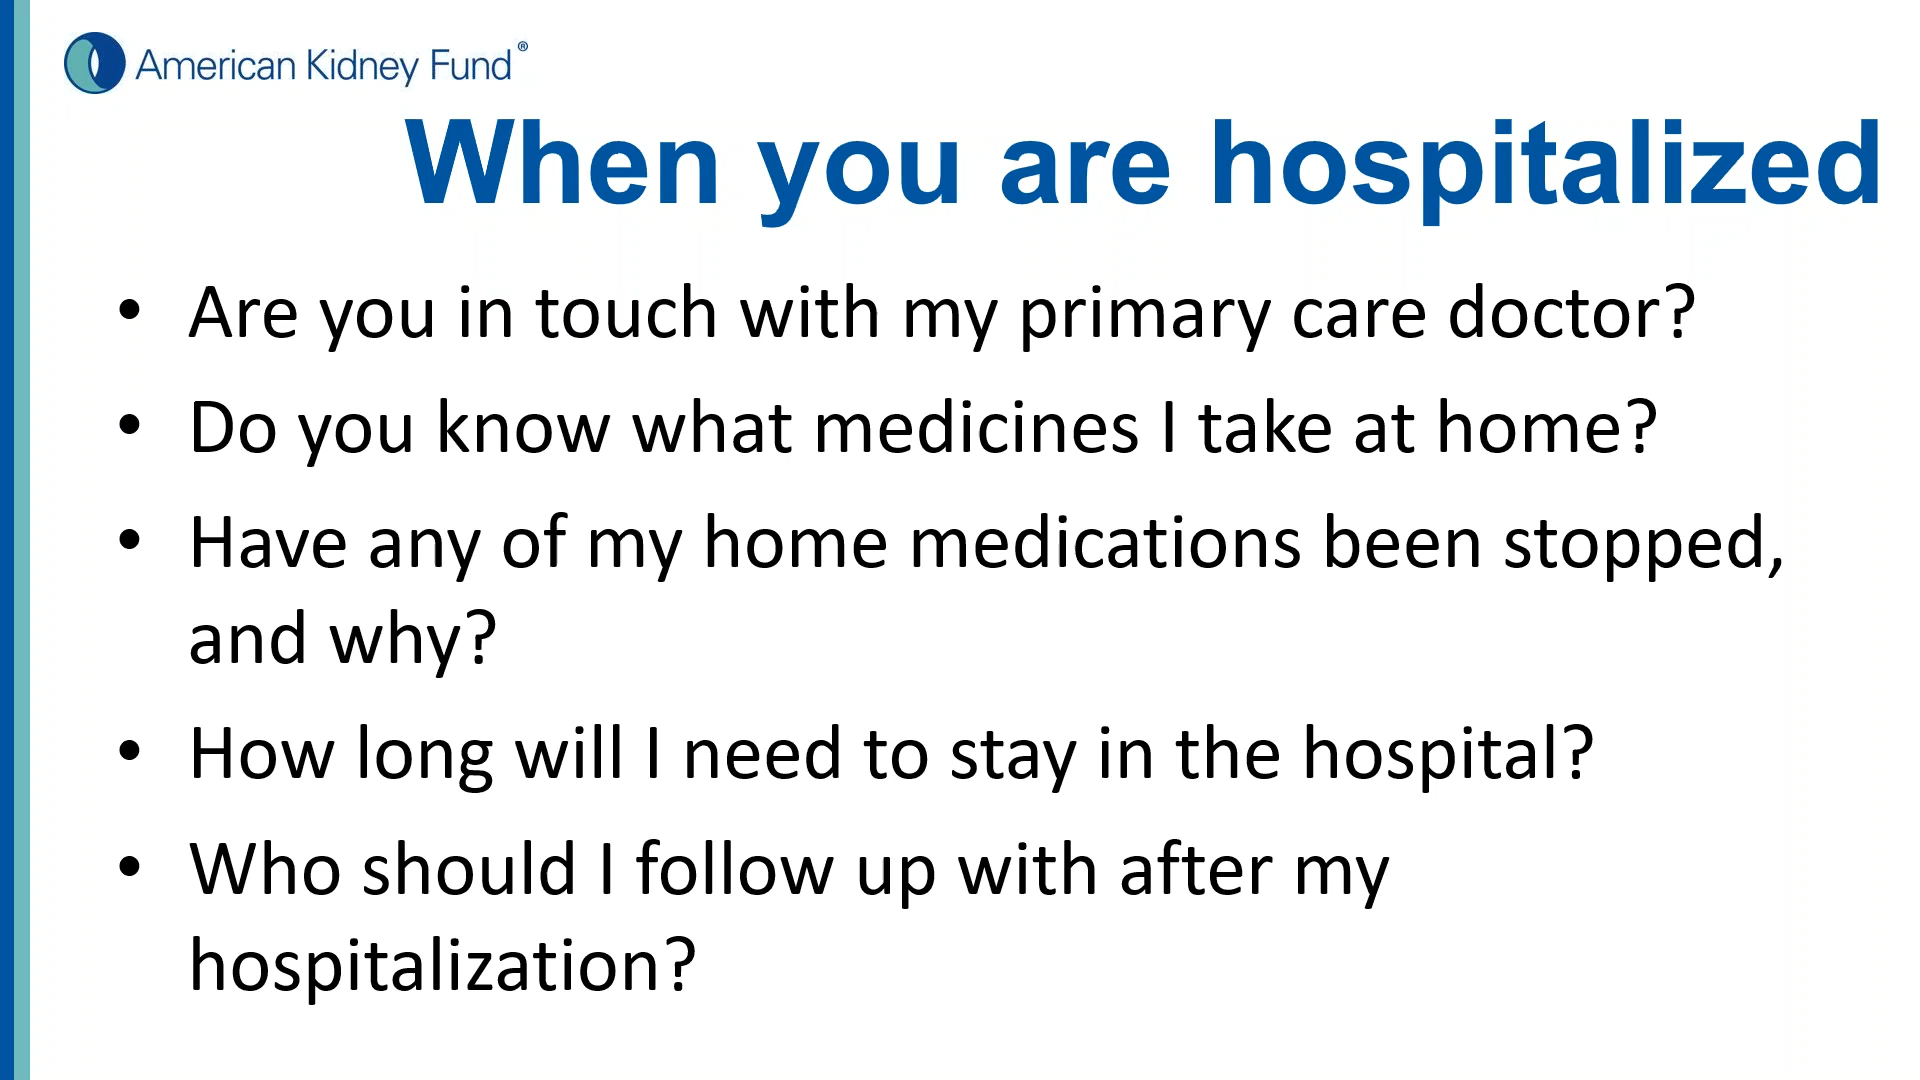 American Kidney Fund®
When you are hospitalized
• Are you in touch with my primary care doctor?
• Do you know what medicines I take at home?
• Have any of my home medications been stopped,
and why?
• How long will I need to stay in the hospital?
• Who should I follow up with after my
hospitalization?